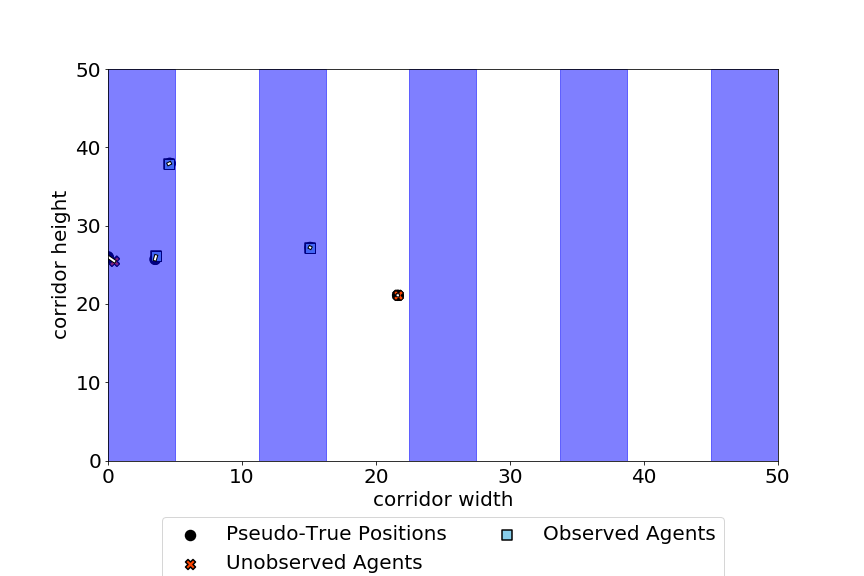 50
40
30
20
10
0
corridor height
0 10 20 30 40 50
corridor width
Pseudo-True Positions Observed Agents
Unobserved Agents